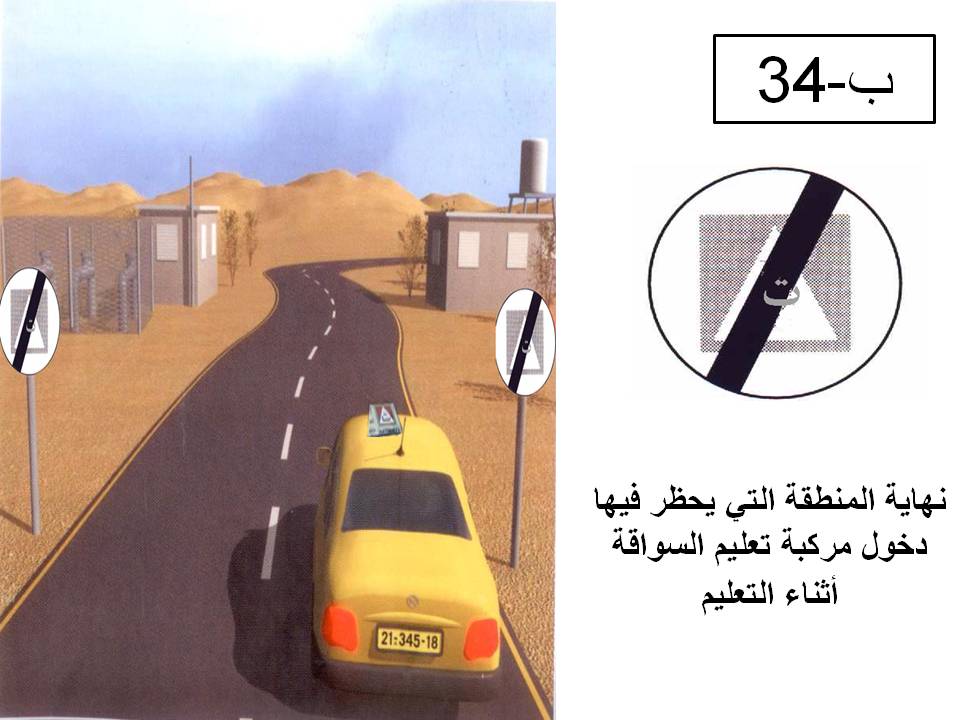 ب-34
ت
نهاية المنطقة التي يحظر فيها
دخول مركبة تعليم السواقة
أثناء التعليم
ن
ن
21-345-18